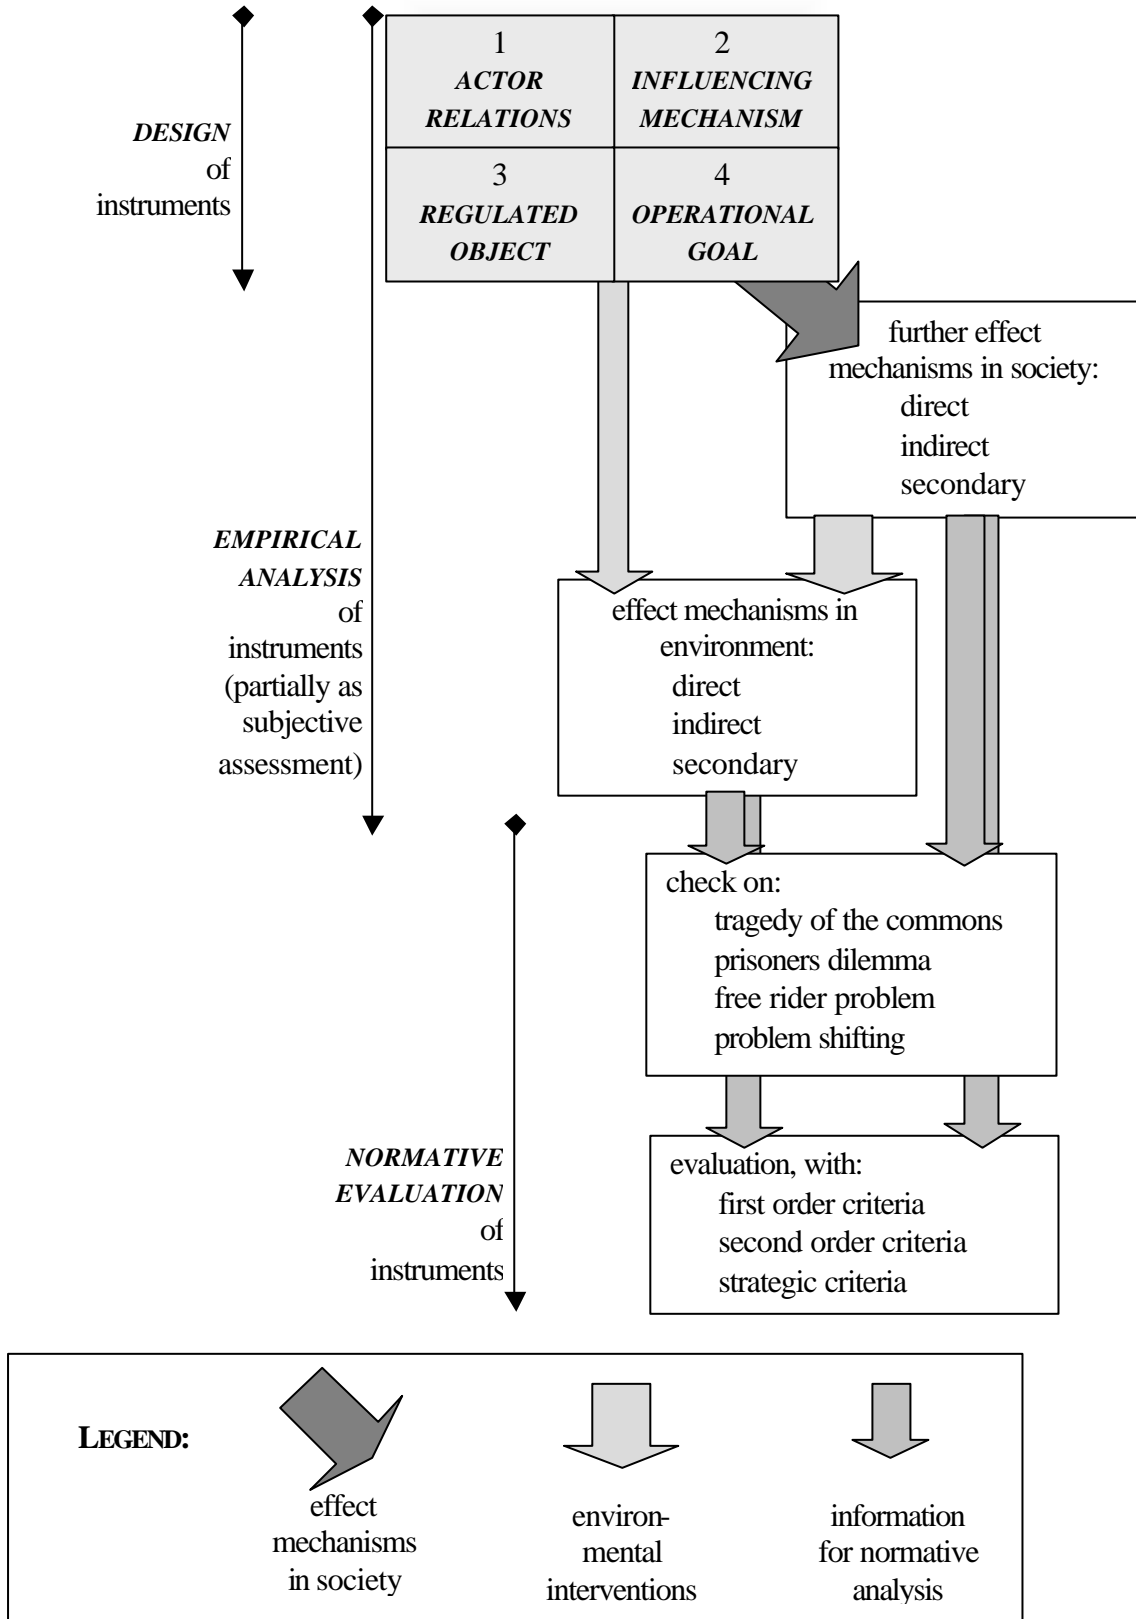 1
ACTOR
RELATIONS
2
INFLUENCING
MECHANISM
3
REGULATED
OBJECT
4
OPERATIONAL
GOAL
DESIGN
of
instruments
further effect
mechanisms in society:
direct
indirect
secondary
EMPIRICAL
ANALYSIS
of
instruments
(partially as
subjective
assessment)
effect mechanisms in
environment:
direct
indirect
secondary
check on:
tragedy of the commons
prisoners dilemma
free rider problem
problem shifting
NORMATIVE
EVALUATION
of
instruments
evaluation, with:
first order criteria
second order criteria
strategic criteria
LEGEND:
effect
mechanisms
in society
environ-
mental
interventions
information
for normative
analysis